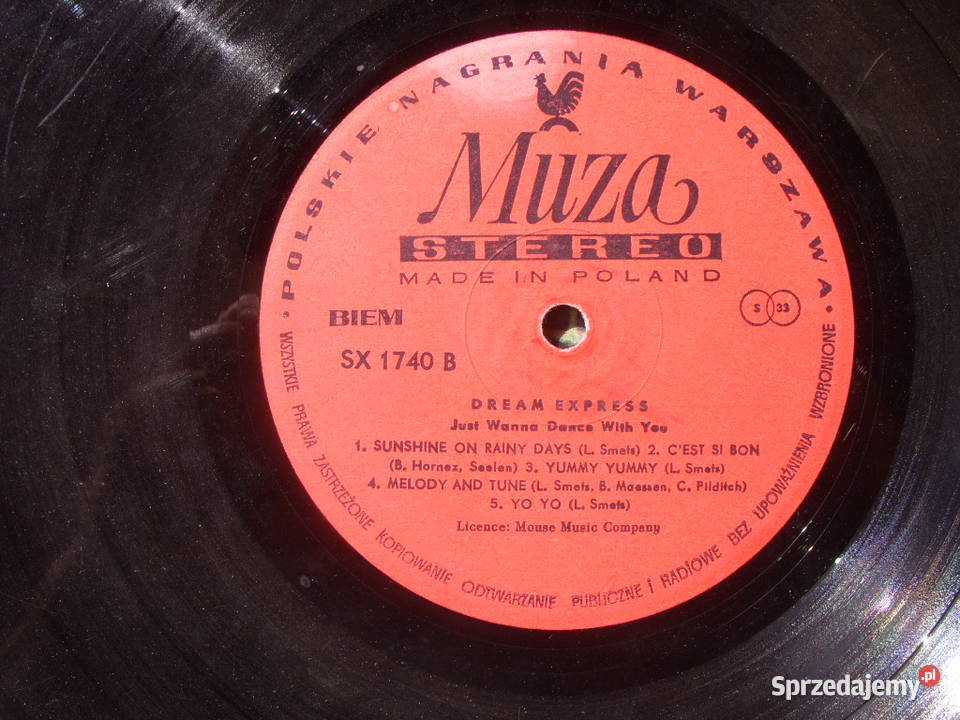 • POLSKIE NAGRANIA WARSZAWA •
Muza
STEREO
MADE IN POLAND
BIEM
S 33
SX 1740 B
DREAM EXPRESS
Just Wanna Dance With You
1. SUNSHINE ON RAINY DAYS (L. Smets) 2. C'EST SI BON
(B. Hornez, Seelen) 3. YUMMY YUMMY (L. Smets)
4. MELODY AND TUNE (L. Smets, B. Maessen, C. Pilditch)
5. YO YO (L. Smets)
Licence: Mouse Music Company
WSZYSTKIE PRAWA ZASTRZEŻONE KOPIOWANIE ODTWARZANIE PUBLICZNE I RADIOWE BEZ UPOWAŻNIENIA WZBRONIONE
Sprzedajemy.pl